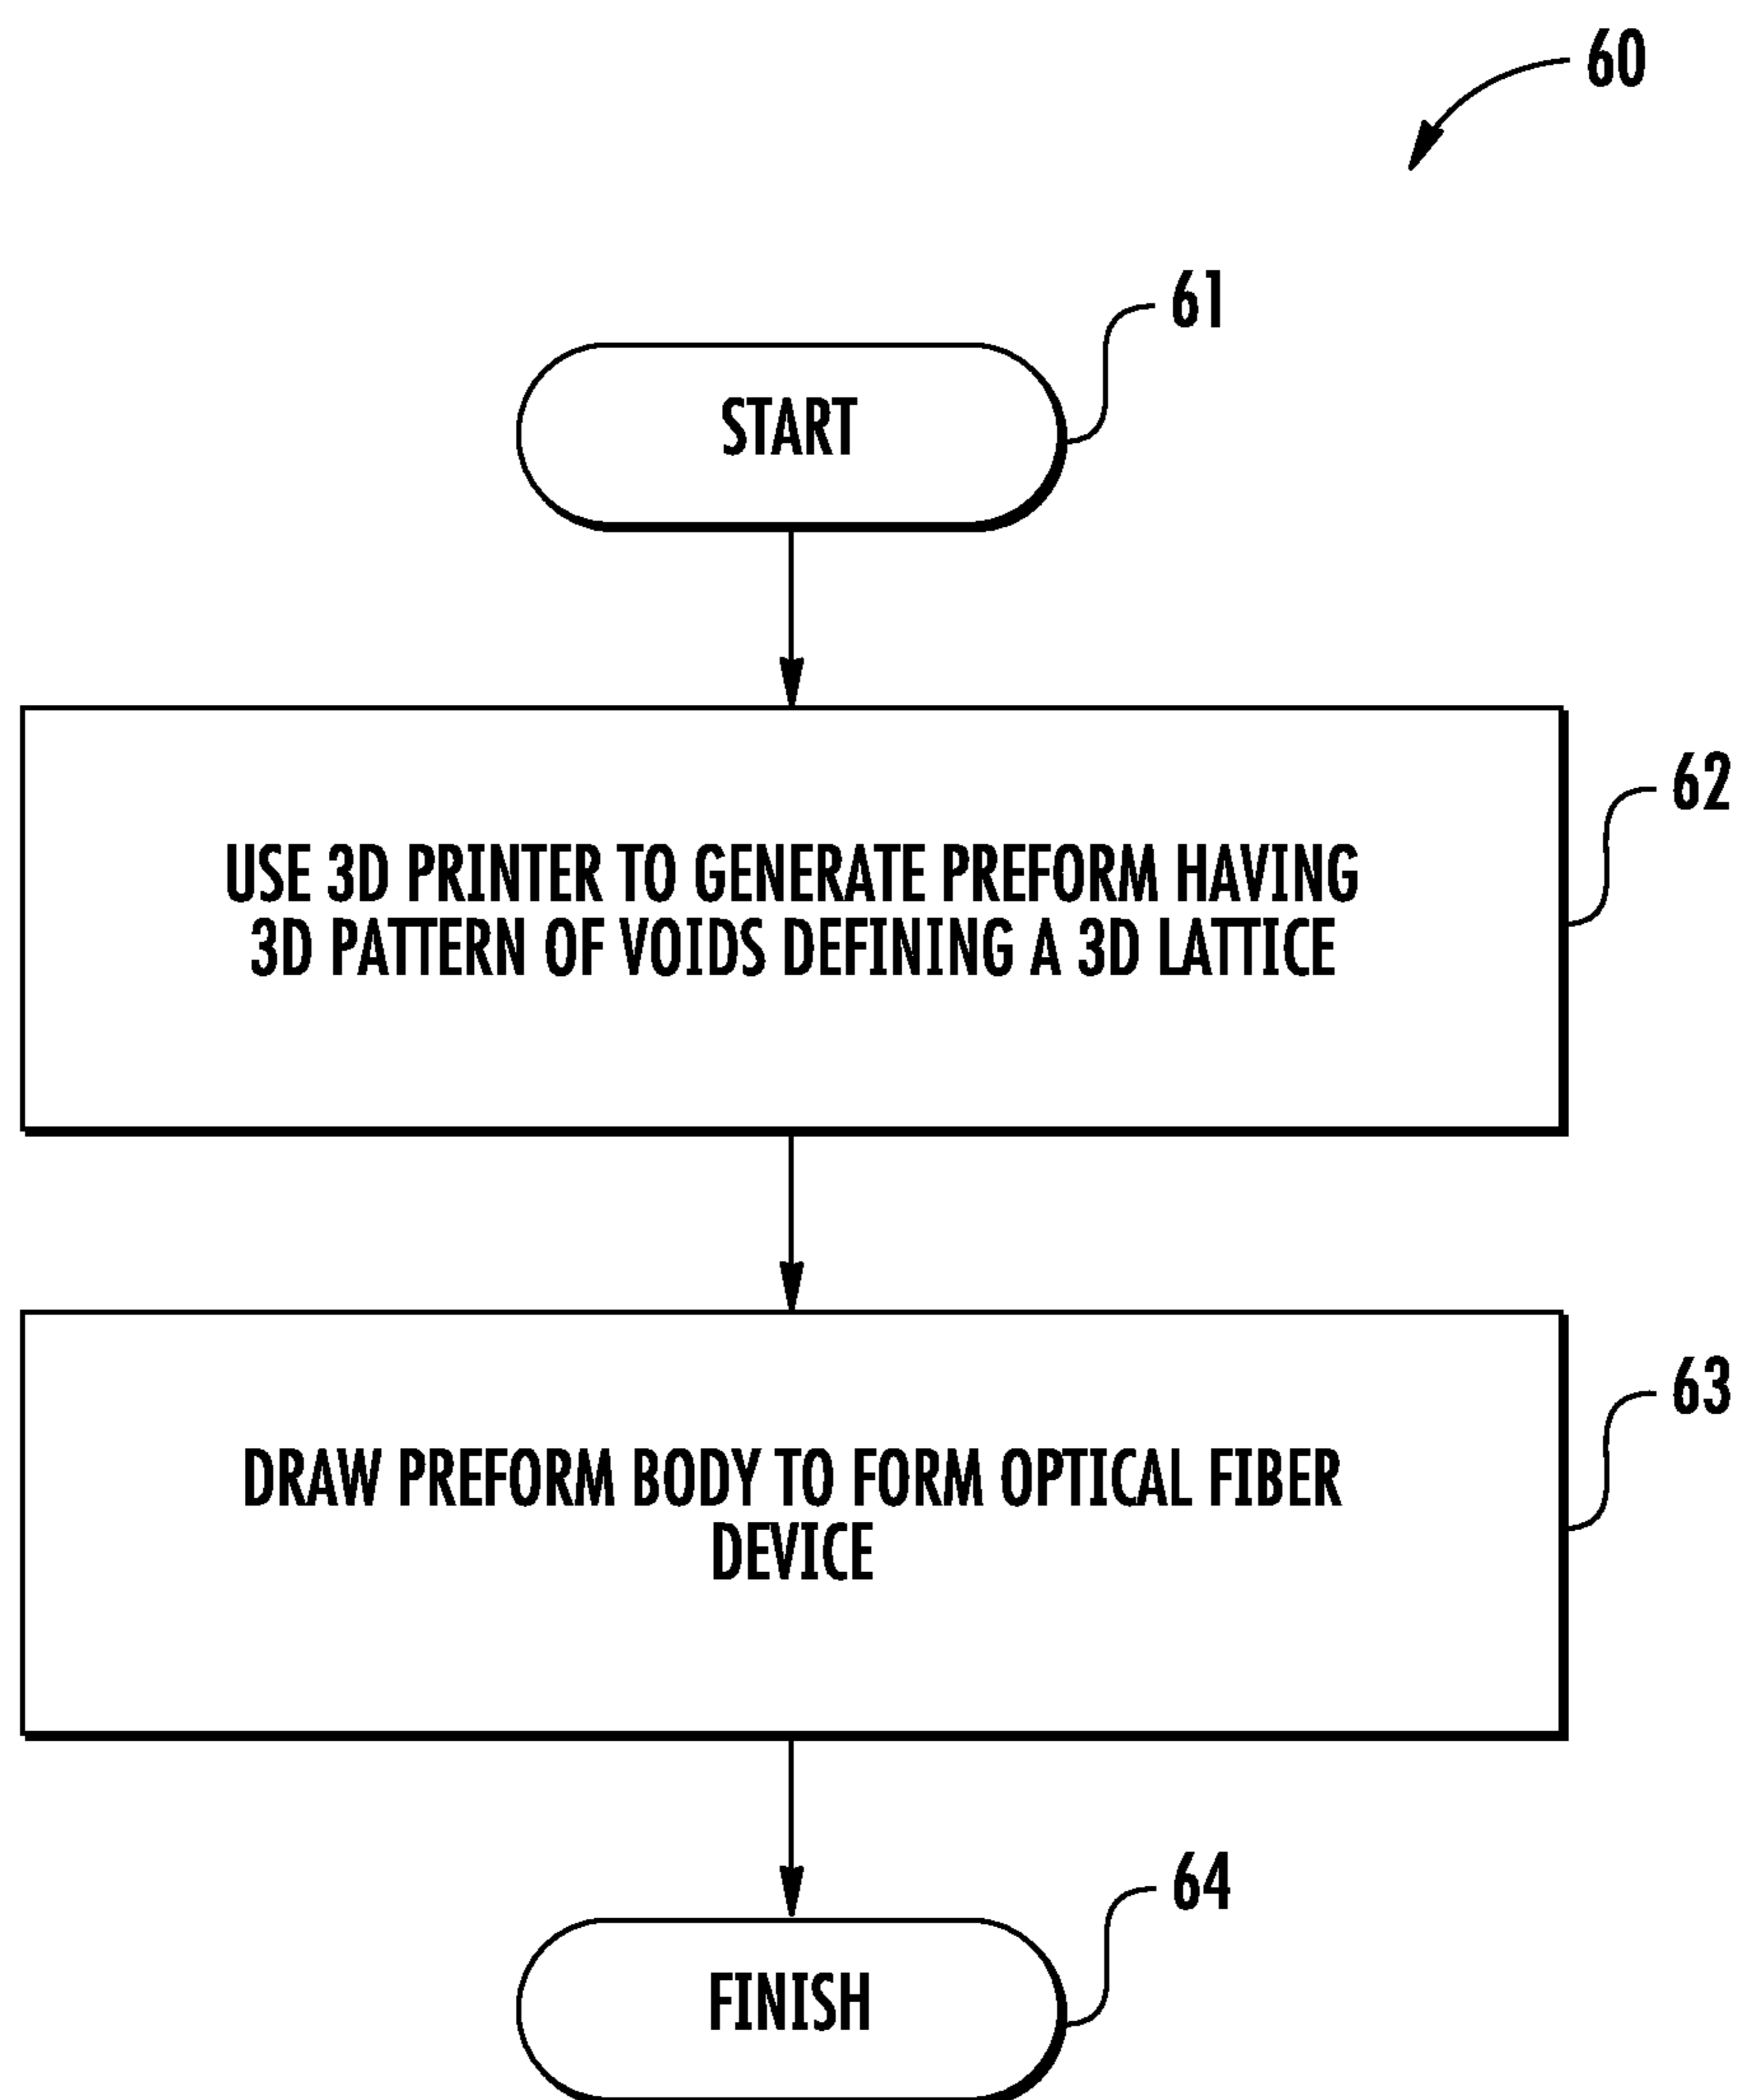 60
61
START
62
USE 3D PRINTER TO GENERATE PREFORM HAVING
3D PATTERN OF VOIDS DEFINING A 3D LATTICE
63
DRAW PREFORM BODY TO FORM OPTICAL FIBER
DEVICE
64
FINISH